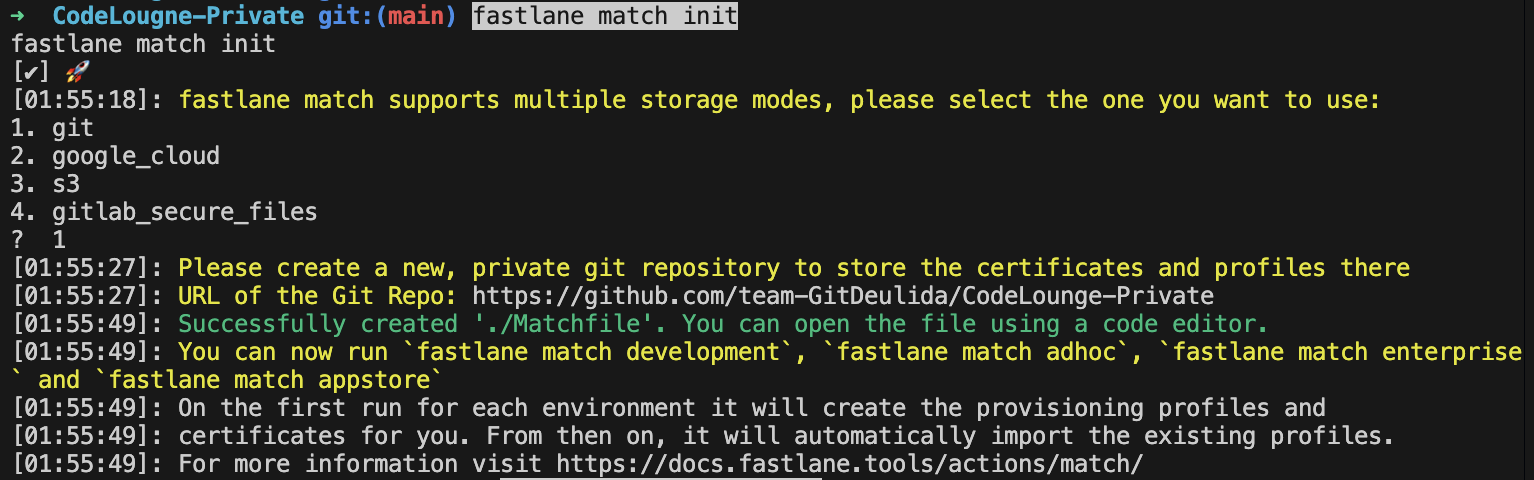 ➜  CodeLougne-Private git:(main) fastlane match init
fastlane match init
[✔] 🚀
[01:55:18]: fastlane match supports multiple storage modes, please select the one you want to use:
1. git
2. google_cloud
3. s3
4. gitlab_secure_files
?  1
[01:55:27]: Please create a new, private git repository to store the certificates and profiles there
[01:55:27]: URL of the Git Repo: https://github.com/team-GitDeulida/CodeLounge-Private
[01:55:49]: Successfully created './Matchfile'. You can open the file using a code editor.
[01:55:49]: You can now run `fastlane match development`, `fastlane match adhoc`, `fastlane match enterprise
` and `fastlane match appstore`
[01:55:49]: On the first run for each environment it will create the provisioning profiles and
[01:55:49]: certificates for you. From then on, it will automatically import the existing profiles.
[01:55:49]: For more information visit https://docs.fastlane.tools/actions/match/